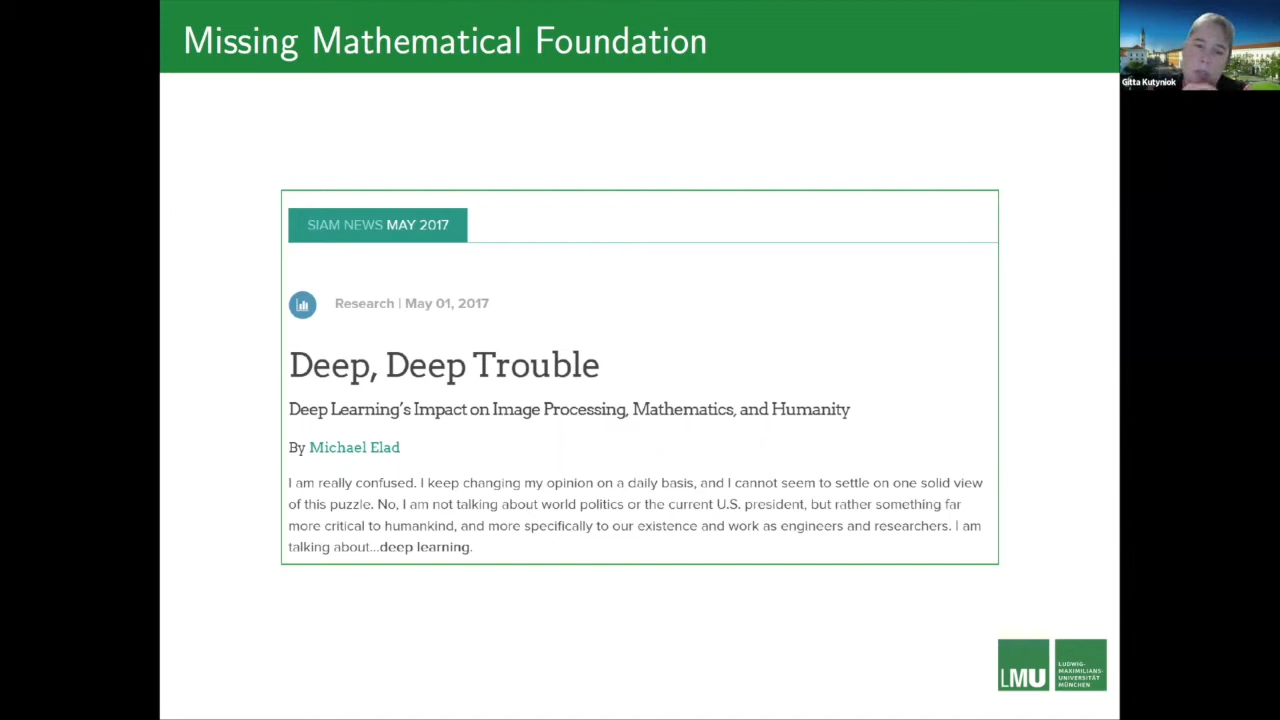 Missing Mathematical Foundation
Gitta Kutyniok
SIAM NEWS MAY 2017
Research | May 01, 2017
Deep, Deep Trouble
Deep Learning's Impact on Image Processing, Mathematics, and Humanity
By Michael Elad
I am really confused. I keep changing my opinion on a daily basis, and I cannot seem to settle on one solid view
of this puzzle. No, I am not talking about world politics or the current U.S. president, but rather something far
more critical to humankind, and more specifically to our existence and work as engineers and researchers. I am
talking about...deep learning.
LMU
LUDWIG-
MAXIMILIANS-
UNIVERSITÄT
MÜNCHEN